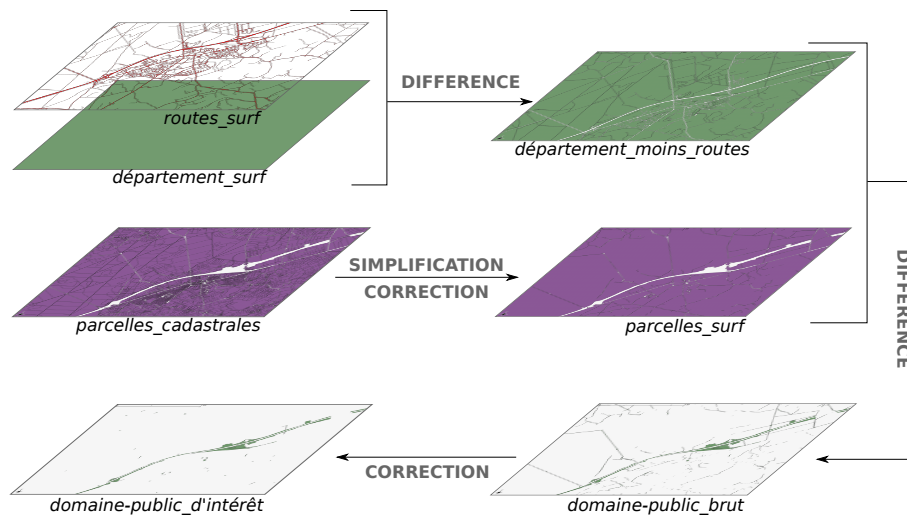 routes_surf
département_surf
DIFFERENCE
département_moins_routes
parcelles_cadastrales
SIMPLIFICATION
CORRECTION
parcelles_surf
DIFFERENCE
domaine-public_d'intérêt
CORRECTION
domaine-public_brut